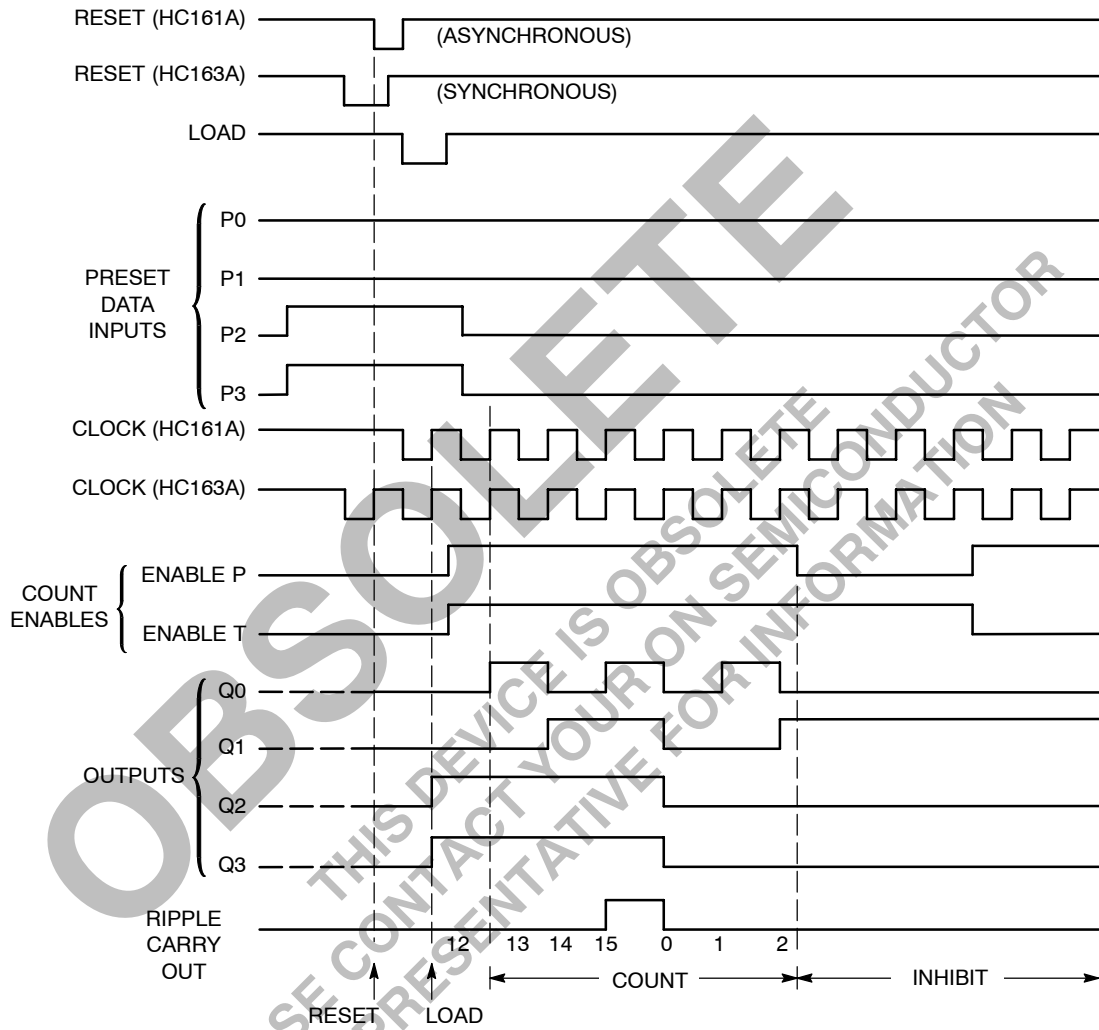 RESET (HC161A)
(ASYNCHRONOUS)
RESET (HC163A)
(SYNCHRONOUS)
LOAD
P0
P1
PRESET
DATA
INPUTS
P2
P3
CLOCK (HC161A)
CLOCK (HC163A)
ENABLE P
COUNT
ENABLES
ENABLE T
Q0
Q1
OUTPUTS
Q2
Q3
RIPPLE
CARRY
OUT
12 13 14 15 0 1 2
COUNT
INHIBIT
RESET
LOAD
OBSOLETE
THIS DEVICE IS OBSOLETE
SE CONTACT YOUR ON SEMICONDUCTOR
PRESENTATIVE FOR INFORMATION